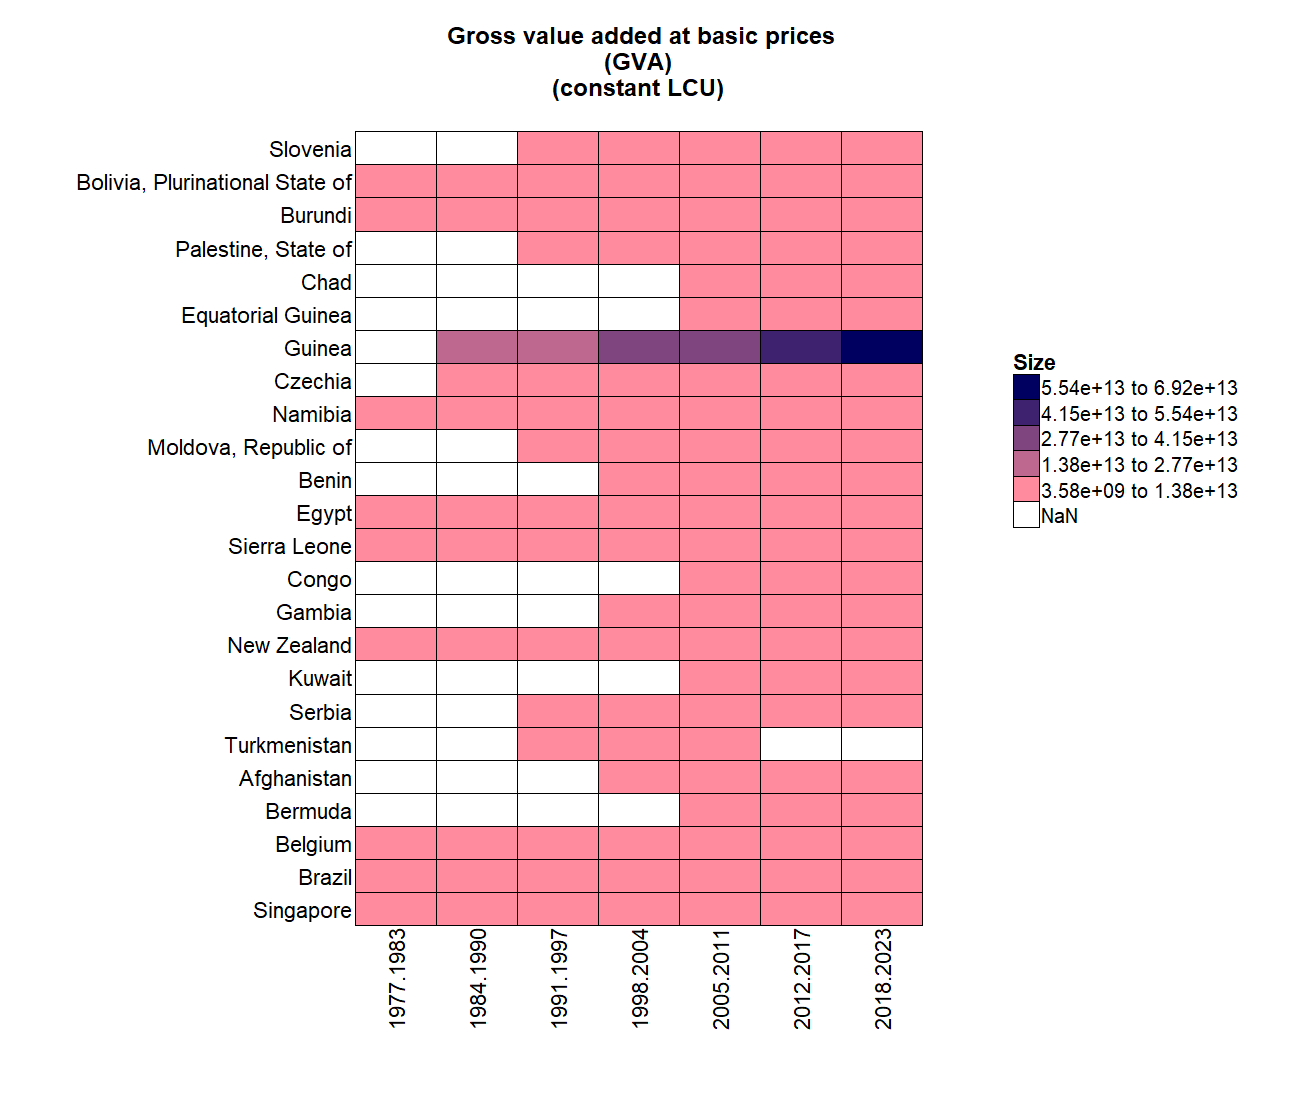 Gross value added at basic prices
(GVA)
(constant LCU)
Slovenia
Bolivia, Plurinational State of
Burundi
Palestine, State of
Chad
Equatorial Guinea
Guinea
Czechia
Namibia
Moldova, Republic of
Benin
Egypt
Sierra Leone
Congo
Gambia
New Zealand
Kuwait
Serbia
Turkmenistan
Afghanistan
Bermuda
Belgium
Brazil
Singapore
1977.1983
1984.1990
1991.1997
1998.2004
2005.2011
2012.2017
2018.2023
Size
5.54e+13 to 6.92e+13
4.15e+13 to 5.54e+13
2.77e+13 to 4.15e+13
1.38e+13 to 2.77e+13
3.58e+09 to 1.38e+13
NaN